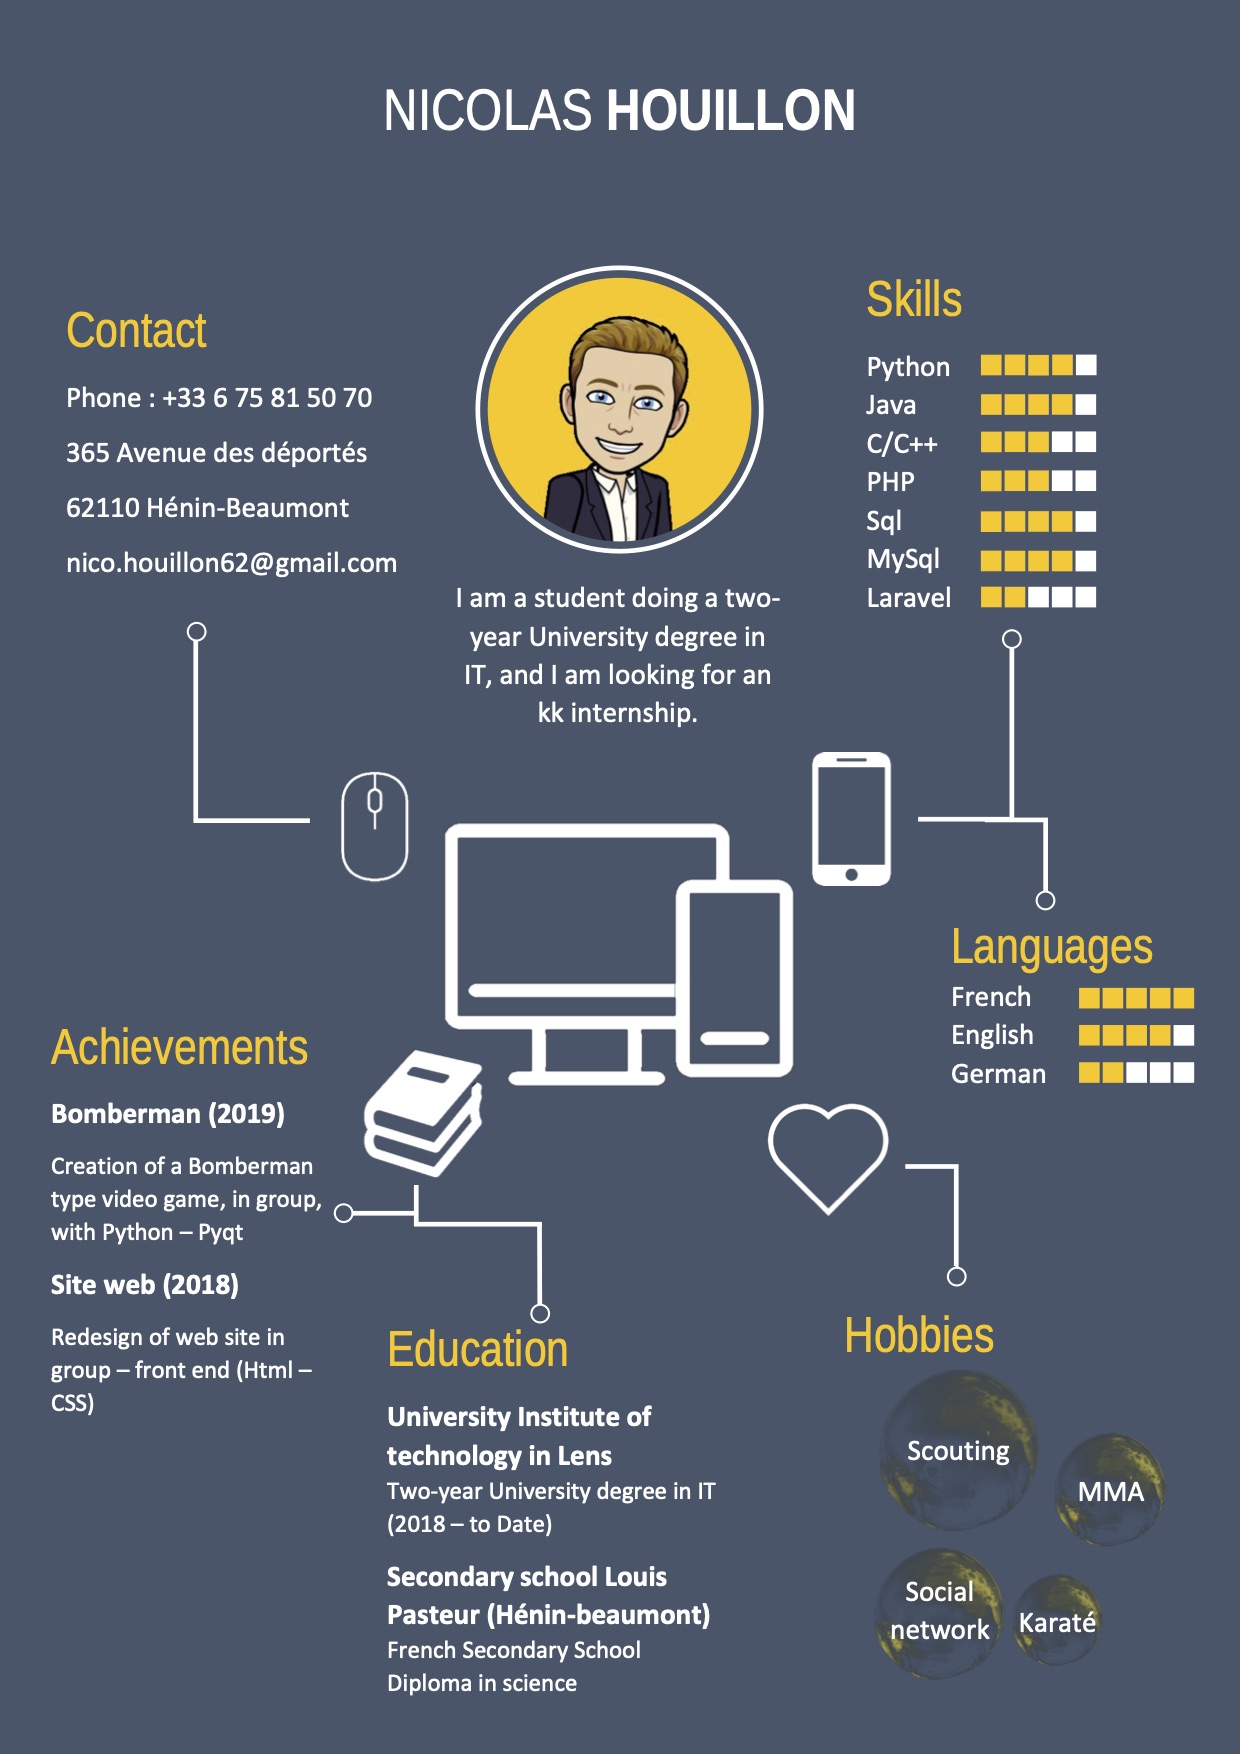 NICOLAS HOUILLON
Contact
Phone : +33 6 75 81 50 70
365 Avenue des déportés
62110 Hénin-Beaumont
nico.houillon62@gmail.com
I am a student doing a two-
year University degree in
IT, and I am looking for an
kk internship.
Skills
Python
Java
C/C++
PHP
Sql
MySql
Laravel
Languages
French
English
German
Achievements
Bomberman (2019)
Creation of a Bomberman
type video game, in group,
with Python – Pyqt
Site web (2018)
Redesign of web site in
group – front end (Html –
CSS)
Education
University Institute of
technology in Lens
Two-year University degree in IT
(2018 – to Date)
Secondary school Louis
Pasteur (Hénin-beaumont)
French Secondary School
Diploma in science
Hobbies
Scouting
MMA
Social
network
Karaté